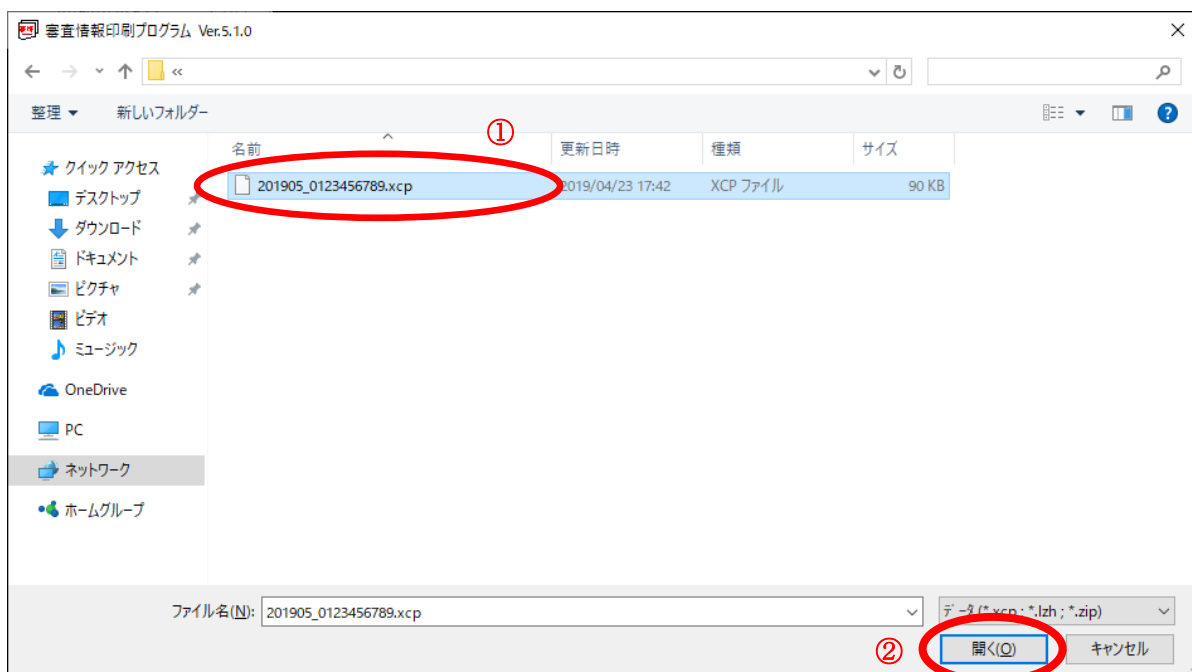 審査情報印刷プログラム Ver.5.1.0
«
整理 新しいフォルダー
①
名前 更新日時 種類 サイズ
201905_0123456789.xcp 2019/04/23 17:42 XCP ファイル 90 KB
クイック アクセス
デスクトップ
ダウンロード
ドキュメント
ピクチャ
ビデオ
ミュージック
OneDrive
PC
ネットワーク
ホームグループ
ファイル名(N): 201905_0123456789.xcp ﾃﾞｰﾀ (*.xcp ; *.lzh ; *.zip)
② 開く(O) キャンセル